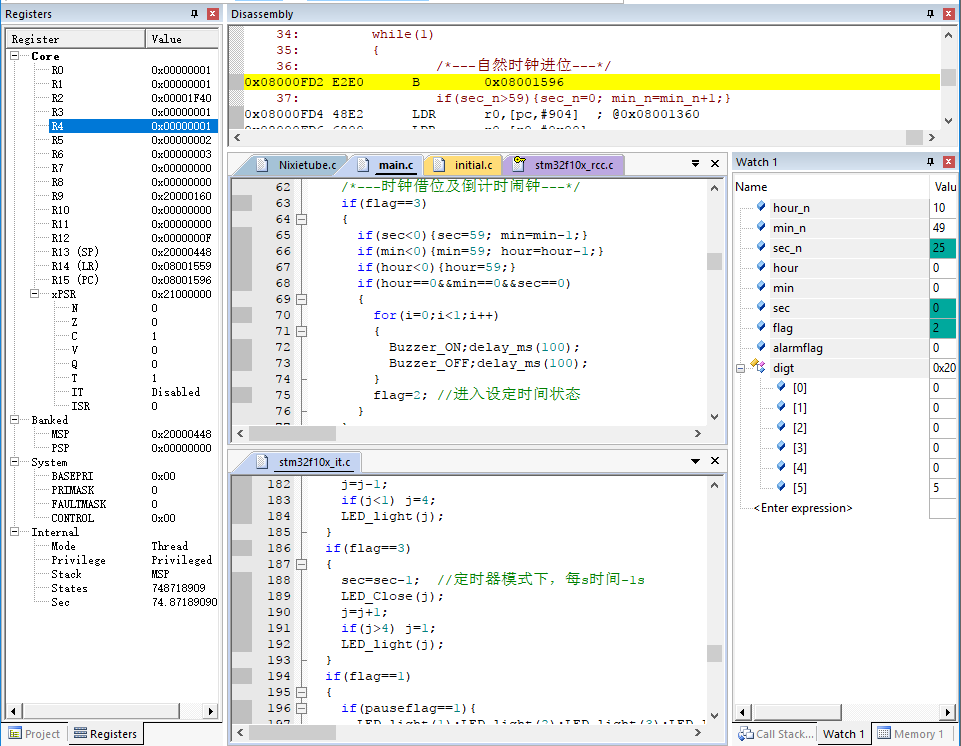 Registers
Register Value
Core
R0 0x00000001
R1 0x00000001
R2 0x00001F40
R3 0x00000001
R4 0x00000001
R5 0x00000002
R6 0x00000003
R7 0x00000000
R8 0x00000000
R9 0x20000160
R10 0x00000000
R11 0x00000000
R12 0x0000000F
R13 (SP) 0x20000448
R14 (LR) 0x08001559
R15 (PC) 0x08001596
xPSR 0x21000000
N 0
Z 0
C 1
V 0
Q 0
T 1
IT Disabled
ISR 0
Banked
MSP 0x20000448
PSP 0x00000000
System
BASEPRI 0x00
PRIMASK 0
FAULTMASK 0
CONTROL 0x00
Internal
Mode Thread
Privilege Privileged
Stack MSP
States 748718909
Sec 74.87189090
Project Registers
Disassembly
34: while(1)
35: {
36: /*---自然时钟进位---*/
0x08000FD2 E2E0 B 0x08001596
37: if(sec_n>59){sec_n=0; min_n=min_n+1;}
0x08000FD4 48E2 LDR r0,[pc,#904] ; @0x08001360
Nixietube.c main.c initial.c stm32f10x_rcc.c
62 /*---时钟借位及倒计时闹钟---*/
63 if(flag==3)
64 {
65 if(sec<0){sec=59; min=min-1;}
66 if(min<0){min=59; hour=hour-1;}
67 if(hour<0){hour=59;}
68 if(hour==0&&min==0&&sec==0)
69 {
70 for(i=0;i<1;i++)
71 {
72 Buzzer_ON;delay_ms(100);
73 Buzzer_OFF;delay_ms(100);
74 }
75 flag=2; //进入设定时间状态
76 }
stm32f10x_it.c
182 j=j-1;
183 if(j<1) j=4;
184 LED_light(j);
185 }
186 if(flag==3)
187 {
188 sec=sec-1; //定时器模式下，每s时间-1s
189 LED_Close(j);
190 j=j+1;
191 if(j>4) j=1;
192 LED_light(j);
193 }
194 if(flag==1)
195 {
196 if(pauseflag==1){
197 LED_light(1);LED_light(2);LED_light(3);LED_l
Watch 1
Name Valu
hour_n 10
min_n 49
sec_n 25
hour 0
min 0
sec 0
flag 2
alarmflag 0
digt 0x20
[0] 0
[1] 0
[2] 0
[3] 0
[4] 0
[5] 5
<Enter expression>
Call Stack... Watch 1 Memory 1